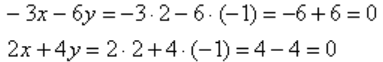 − 3x − 6y = −3 · 2 − 6 · (−1) = −6 + 6 = 0
2x + 4y = 2 · 2 + 4 · (−1) = 4 − 4 = 0